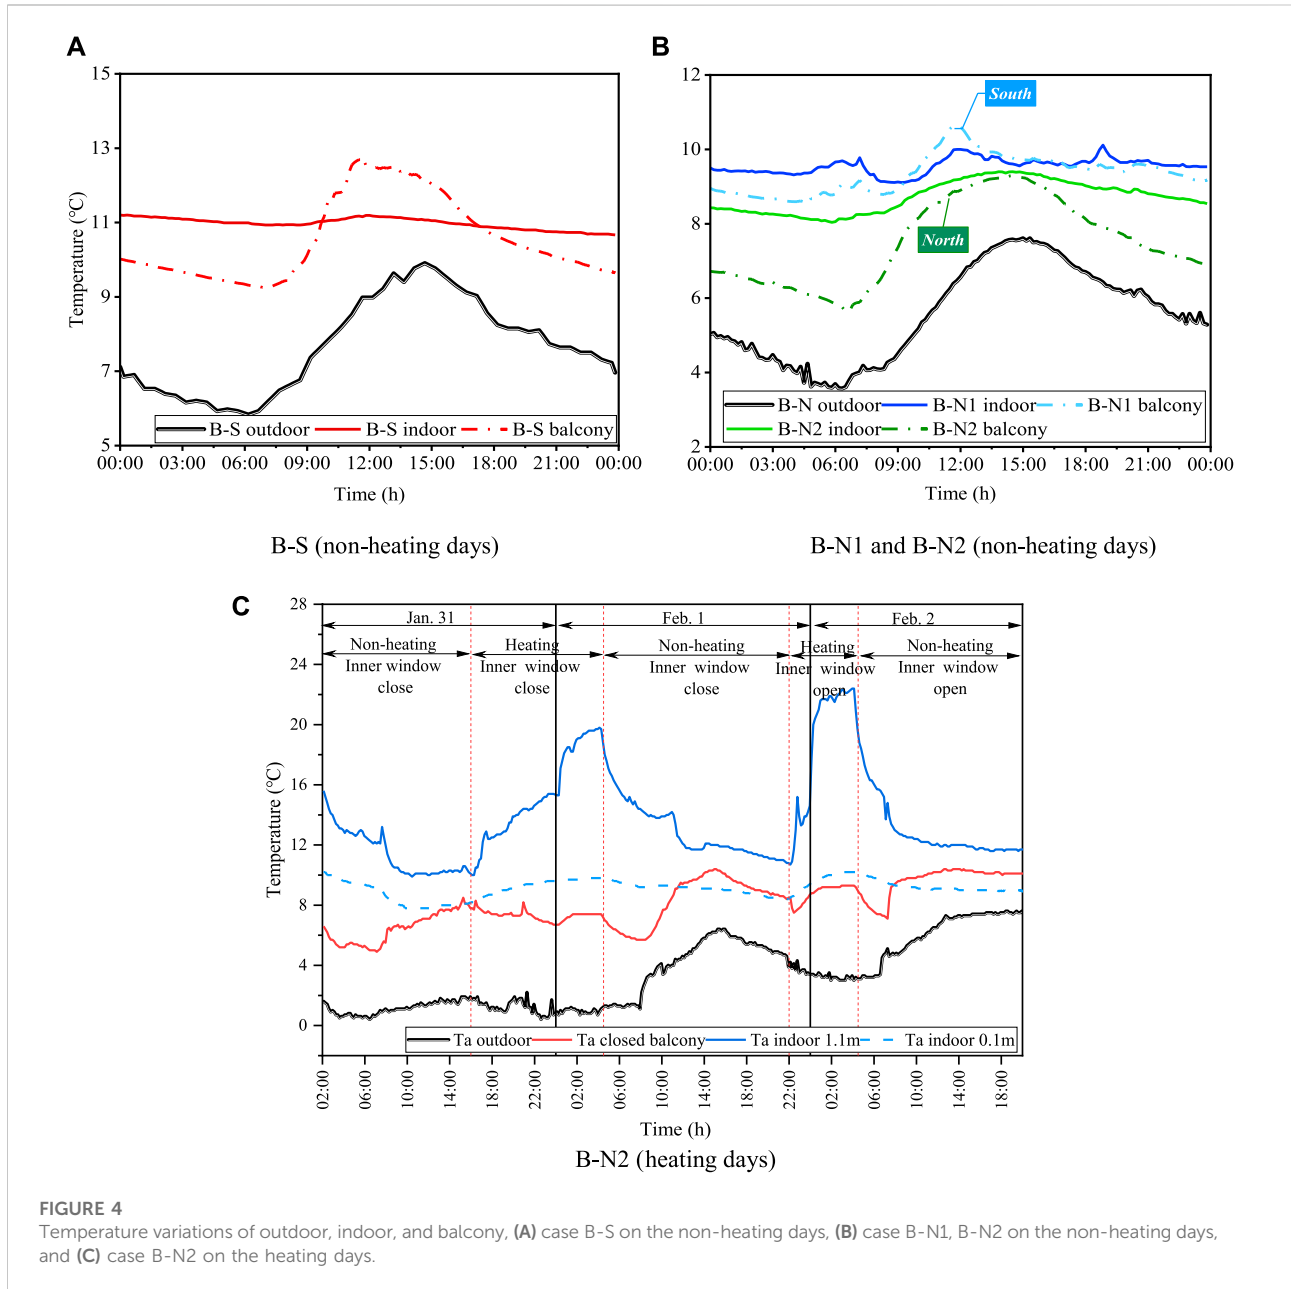 A
15
13
11
9
7
5
Temperature (℃)
B-S outdoor B-S indoor B-S balcony
00:00 03:00 06:00 09:00 12:00 15:00 18:00 21:00 00:00
Time (h)
B-S (non-heating days)
B
12
10
8
6
4
2
Temperature (℃)
South
North
B-N outdoor B-N1 indoor B-N1 balcony
B-N2 indoor B-N2 balcony
00:00 03:00 06:00 09:00 12:00 15:00 18:00 21:00 00:00
Time (h)
B-N1 and B-N2 (non-heating days)
C
28
24
20
16
12
8
4
0
Temperature (℃)
Jan. 31 Feb. 1 Feb. 2
Non-heating Heating Non-heating Heating Non-heating
Inner window Inner window Inner window Inner window Inner window
close close close open open
Ta outdoor Ta closed balcony Ta indoor 1.1m Ta indoor 0.1m
02:00 06:00 10:00 14:00 18:00 22:00 02:00 06:00 10:00 14:00 18:00 22:00 02:00 06:00 10:00 14:00 18:00
Time (h)
B-N2 (heating days)
FIGURE 4
Temperature variations of outdoor, indoor, and balcony, (A) case B-S on the non-heating days, (B) case B-N1, B-N2 on the non-heating days,
and (C) case B-N2 on the heating days.